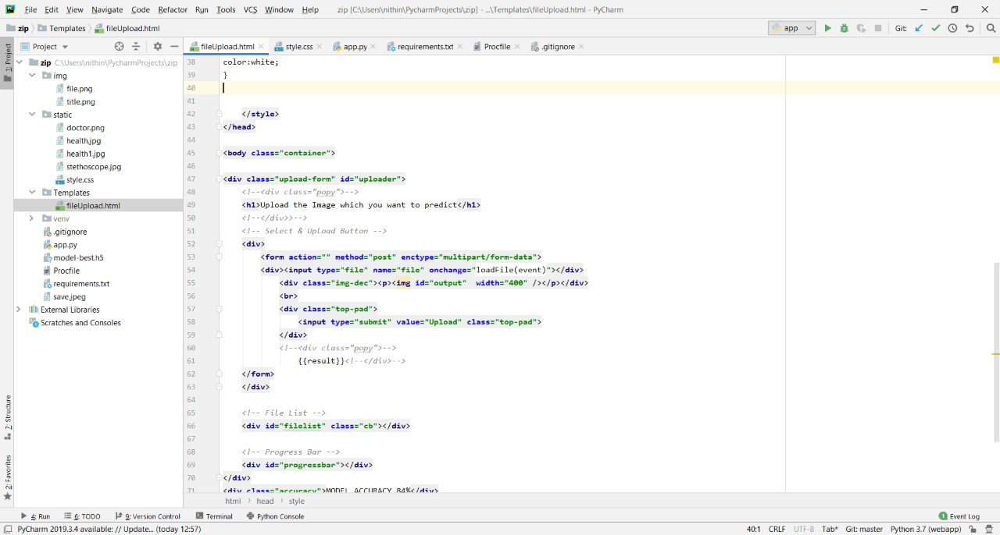 File Edit View Navigate Code Refactor Run Tools VCS Window Help zip [C:\Users\nithin\PycharmProjects\zip] - ...\Templates\fileUpload.html - PyCharm
zip Templates fileUpload.html app Git:
1: Project
Project
zip C:\Users\nithin\PycharmProjects\zip
img
file.png
title.png
static
doctor.png
health.jpg
health1.jpg
stethoscope.jpg
style.css
Templates
fileUpload.html
venv
.gitignore
app.py
model-best.h5
Procfile
requirements.txt
save.jpeg
External Libraries
Scratches and Consoles
7: Structure
2: Favorites
fileUpload.html style.css app.py requirements.txt Procfile .gitignore
38 color:white;
39 }
40
41
42 </style>
43 </head>
44
45 <body class="container">
46
47 <div class="upload-form" id="uploader">
48 <!--<div class="popy">-->
49 <h1>Upload the Image which you want to predict</h1>
50 <!--</div>>-->
51 <!-- Select & Upload Button -->
52 <div>
53 <form action="" method="post" enctype="multipart/form-data">
54 <div><input type="file" name="file" onchange="loadFile(event)"></div>
55 <div class="img-dec"><p><img id="output"  width="400" /></p></div>
56 <br>
57 <div class="top-pad">
58 <input type="submit" value="Upload" class="top-pad">
59 </div>
60 <!--<div class="popy">-->
61 {{result}}<!--</div>-->
62 </form>
63 </div>
64
65 <!-- File List -->
66 <div id="filelist" class="cb"></div>
67
68 <!-- Progress Bar -->
69 <div id="progressbar"></div>
70 </div>
71 <div class="accuracy">MODEL ACCURACY 84%</div>
html head style
4: Run 6: TODO 9: Version Control Terminal Python Console 1 Event Log
PyCharm 2019.3.4 available: // Update... (today 12:57) 40:1 CRLF UTF-8 Tab* Git: master Python 3.7 (webapp)